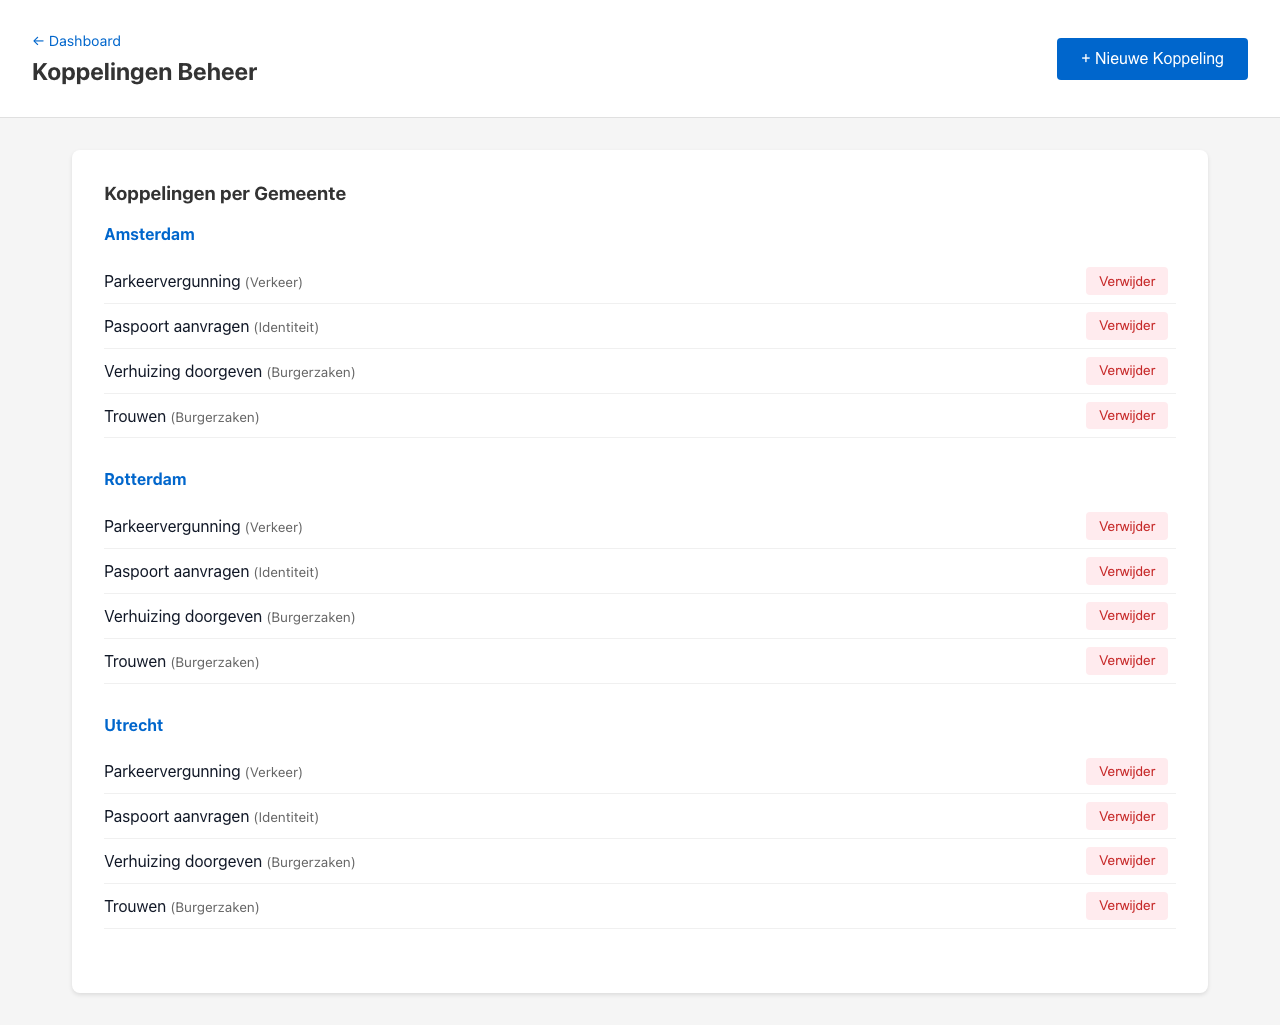 ← Dashboard
Koppelingen Beheer
+ Nieuwe Koppeling
Koppelingen per Gemeente
Amsterdam
Parkeervergunning (Verkeer) Verwijder
Paspoort aanvragen (Identiteit) Verwijder
Verhuizing doorgeven (Burgerzaken) Verwijder
Trouwen (Burgerzaken) Verwijder
Rotterdam
Parkeervergunning (Verkeer) Verwijder
Paspoort aanvragen (Identiteit) Verwijder
Verhuizing doorgeven (Burgerzaken) Verwijder
Trouwen (Burgerzaken) Verwijder
Utrecht
Parkeervergunning (Verkeer) Verwijder
Paspoort aanvragen (Identiteit) Verwijder
Verhuizing doorgeven (Burgerzaken) Verwijder
Trouwen (Burgerzaken) Verwijder